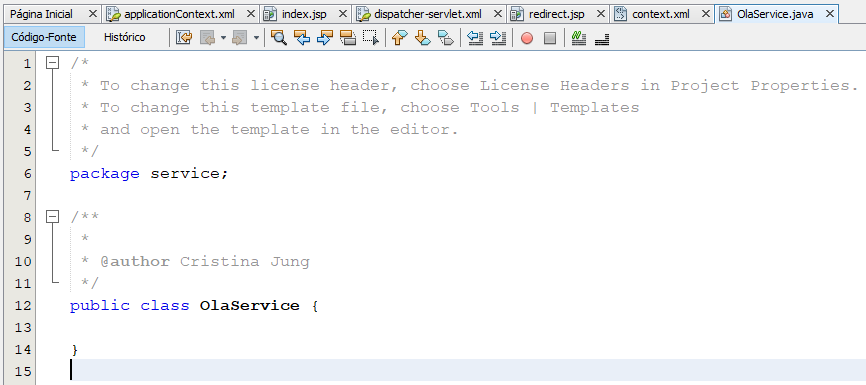 Página Inicial applicationContext.xml index.jsp dispatcher-servlet.xml redirect.jsp context.xml OlaService.java
Código-Fonte Histórico
1 /*
2 * To change this license header, choose License Headers in Project Properties.
3 * To change this template file, choose Tools | Templates
4 * and open the template in the editor.
5 */
6 package service;
7
8 /**
9 *
10 * @author Cristina Jung
11 */
12 public class OlaService {
13
14 }
15